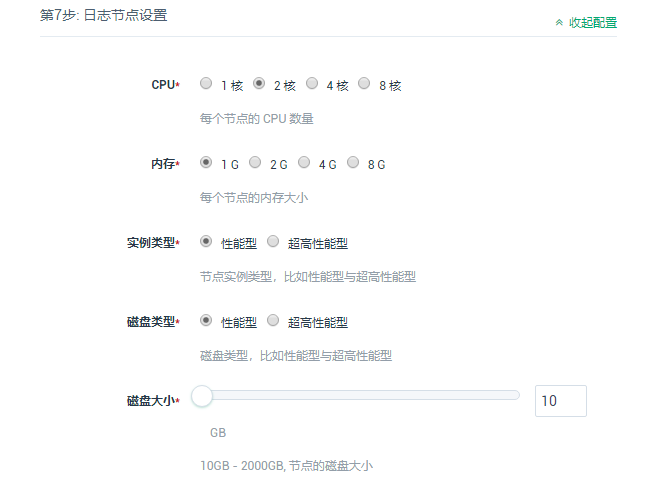 第7步: 日志节点设置
收起配置
CPU* 1 核 2 核 4 核 8 核
每个节点的 CPU 数量
内存* 1 G 2 G 4 G 8 G
每个节点的内存大小
实例类型* 性能型 超高性能型
节点实例类型，比如性能型与超高性能型
磁盘类型* 性能型 超高性能型
磁盘类型，比如性能型与超高性能型
磁盘大小* 10
GB
10GB - 2000GB, 节点的磁盘大小